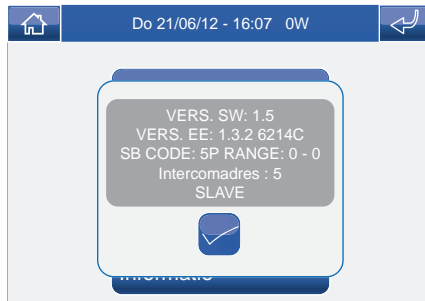 Do 21/06/12 - 16:07 0W
VERS. SW: 1.5
VERS. EE: 1.3.2 6214C
SB CODE: 5P RANGE: 0 - 0
Intercomadres : 5
SLAVE
Informatie